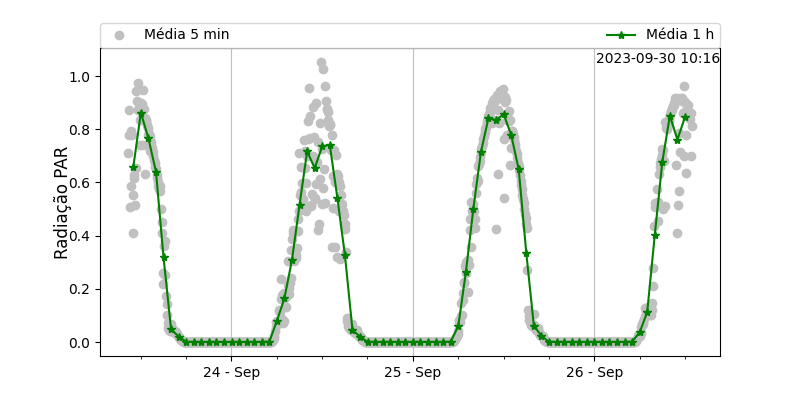 Média 5 min
Média 1 h
2023-09-30 10:16
Radiação PAR
1.0
0.8
0.6
0.4
0.2
0.0
24 - Sep
25 - Sep
26 - Sep